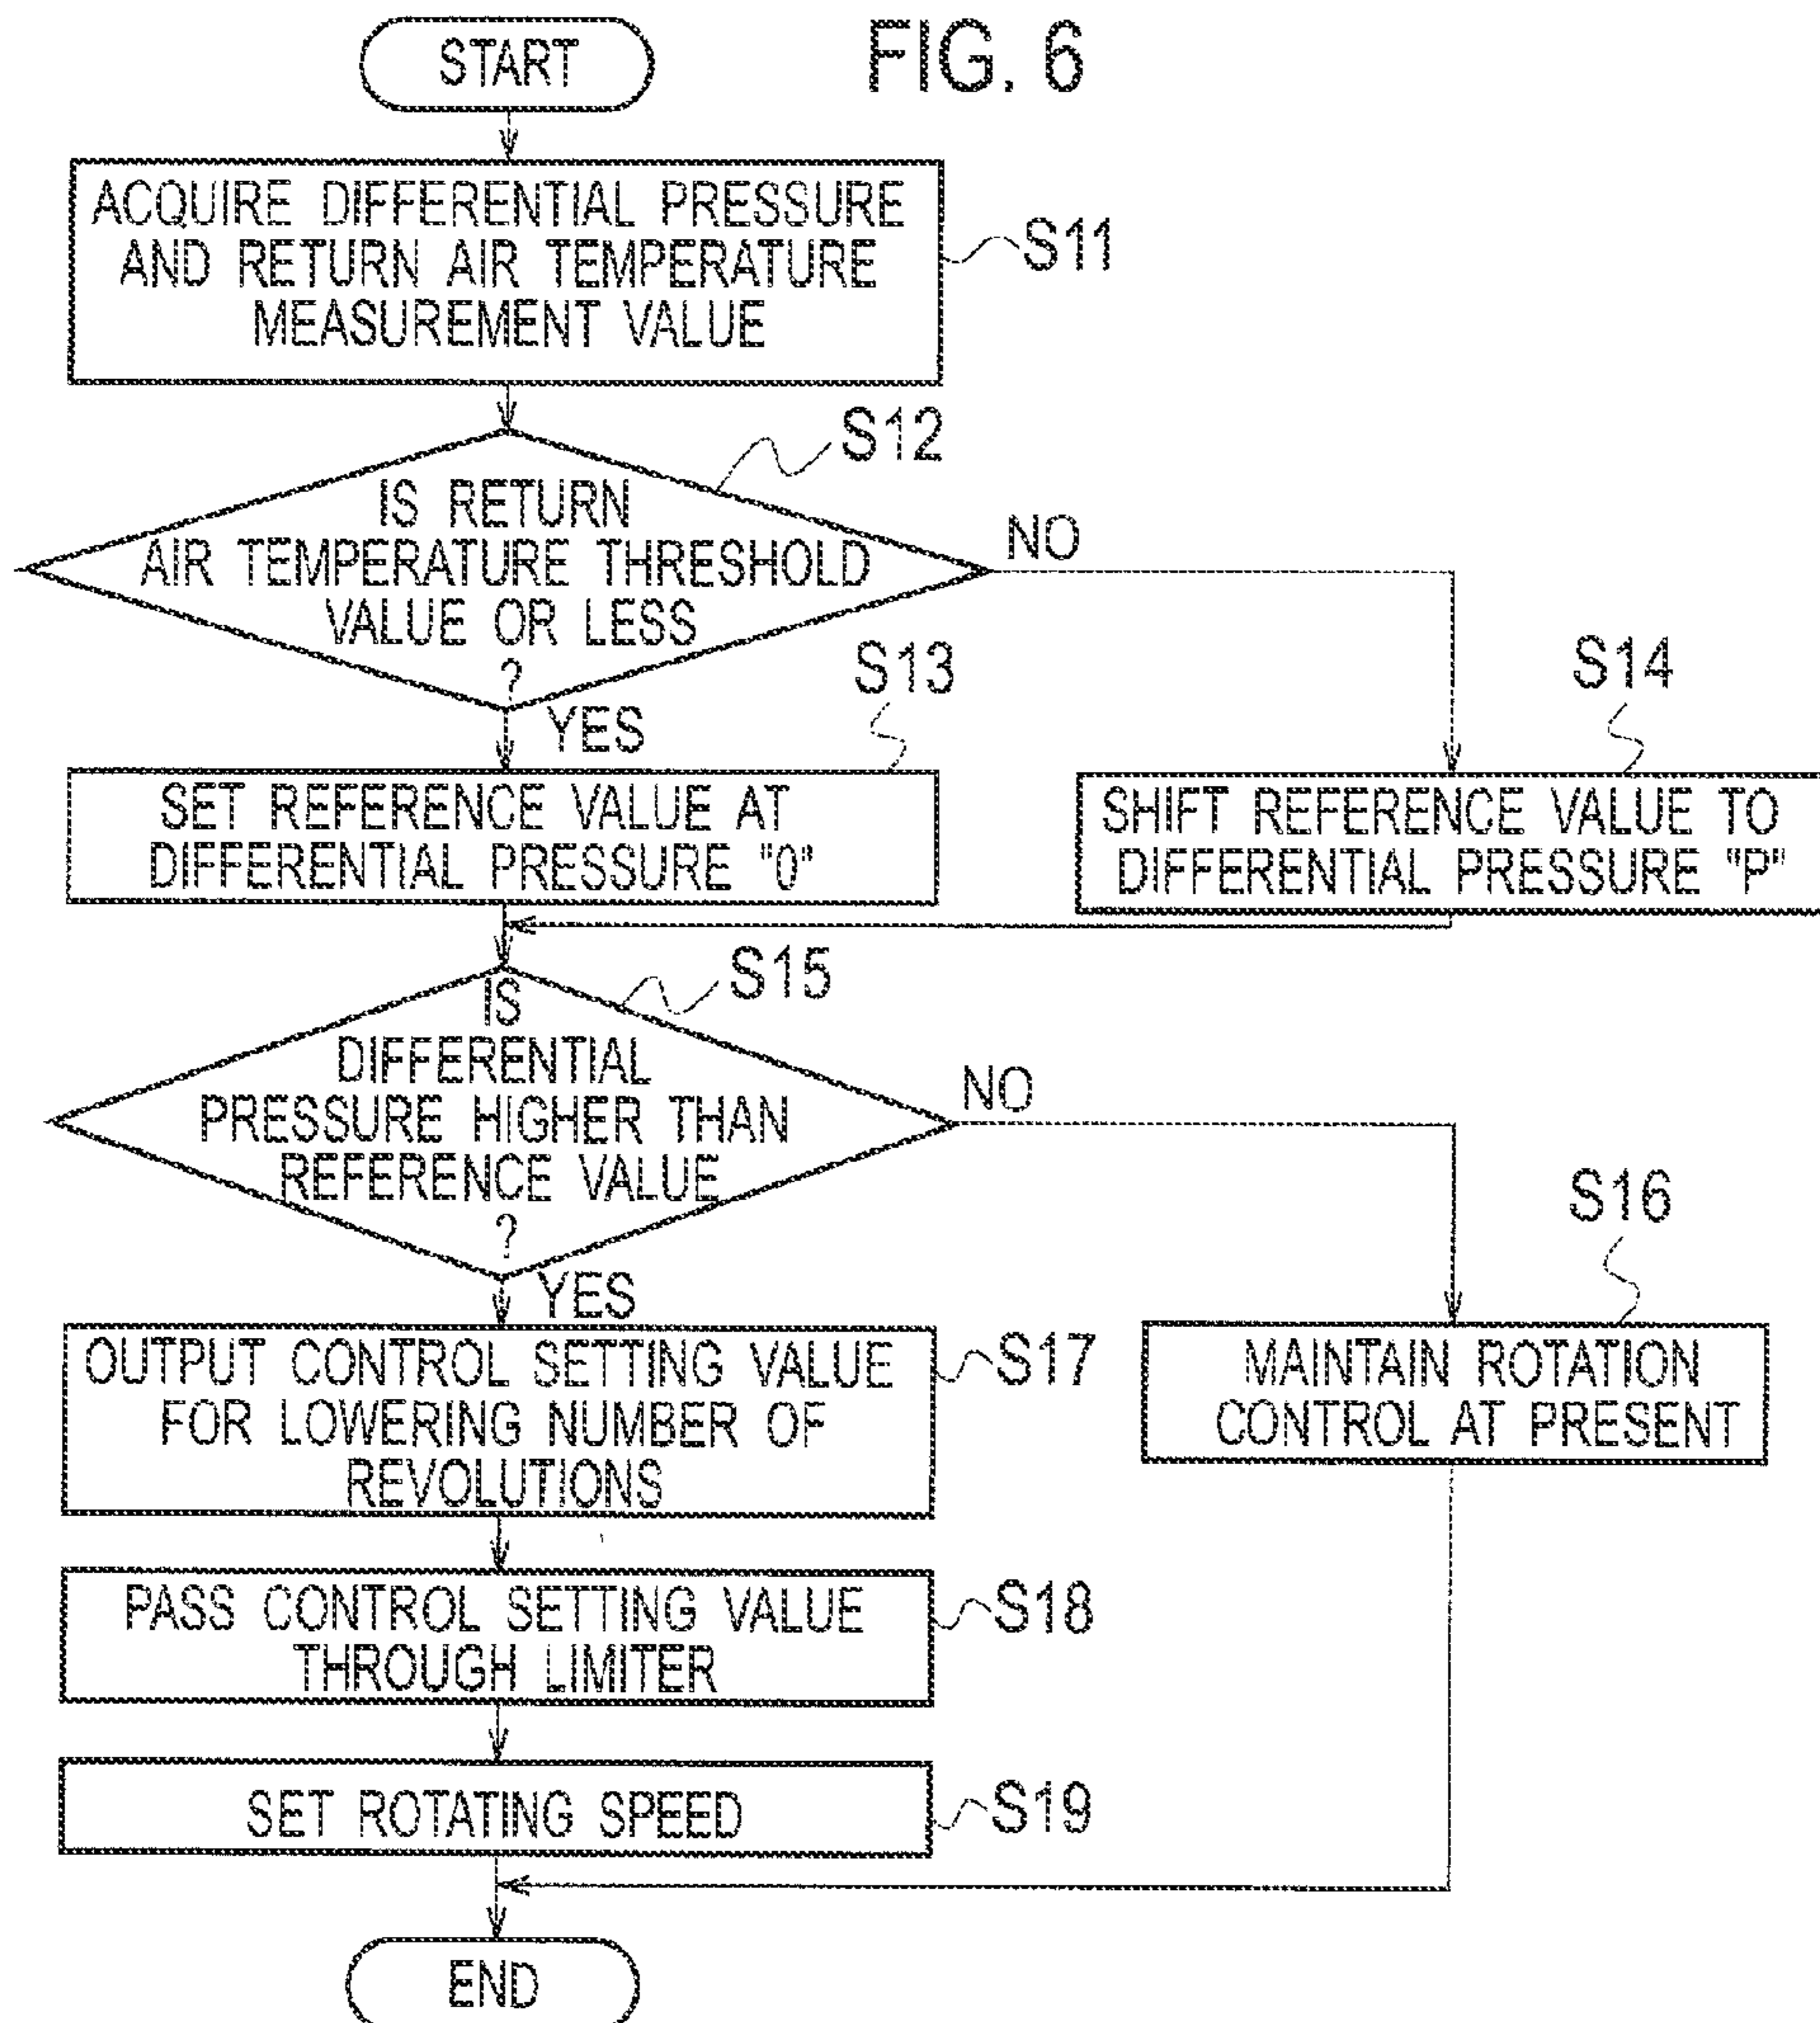 FIG. 6
START
ACQUIRE DIFFERENTIAL PRESSURE
AND RETURN AIR TEMPERATURE
MEASUREMENT VALUE
S11
S12
IS RETURN
AIR TEMPERATURE THRESHOLD
VALUE OR LESS
?
NO
YES
S13
SET REFERENCE VALUE AT
DIFFERENTIAL PRESSURE "0"
S14
SHIFT REFERENCE VALUE TO
DIFFERENTIAL PRESSURE "P"
S15
IS
DIFFERENTIAL
PRESSURE HIGHER THAN
REFERENCE VALUE
?
NO
YES
S16
MAINTAIN ROTATION
CONTROL AT PRESENT
OUTPUT CONTROL SETTING VALUE
FOR LOWERING NUMBER OF
REVOLUTIONS
S17
PASS CONTROL SETTING VALUE
THROUGH LIMITER
S18
SET ROTATING SPEED
S19
END